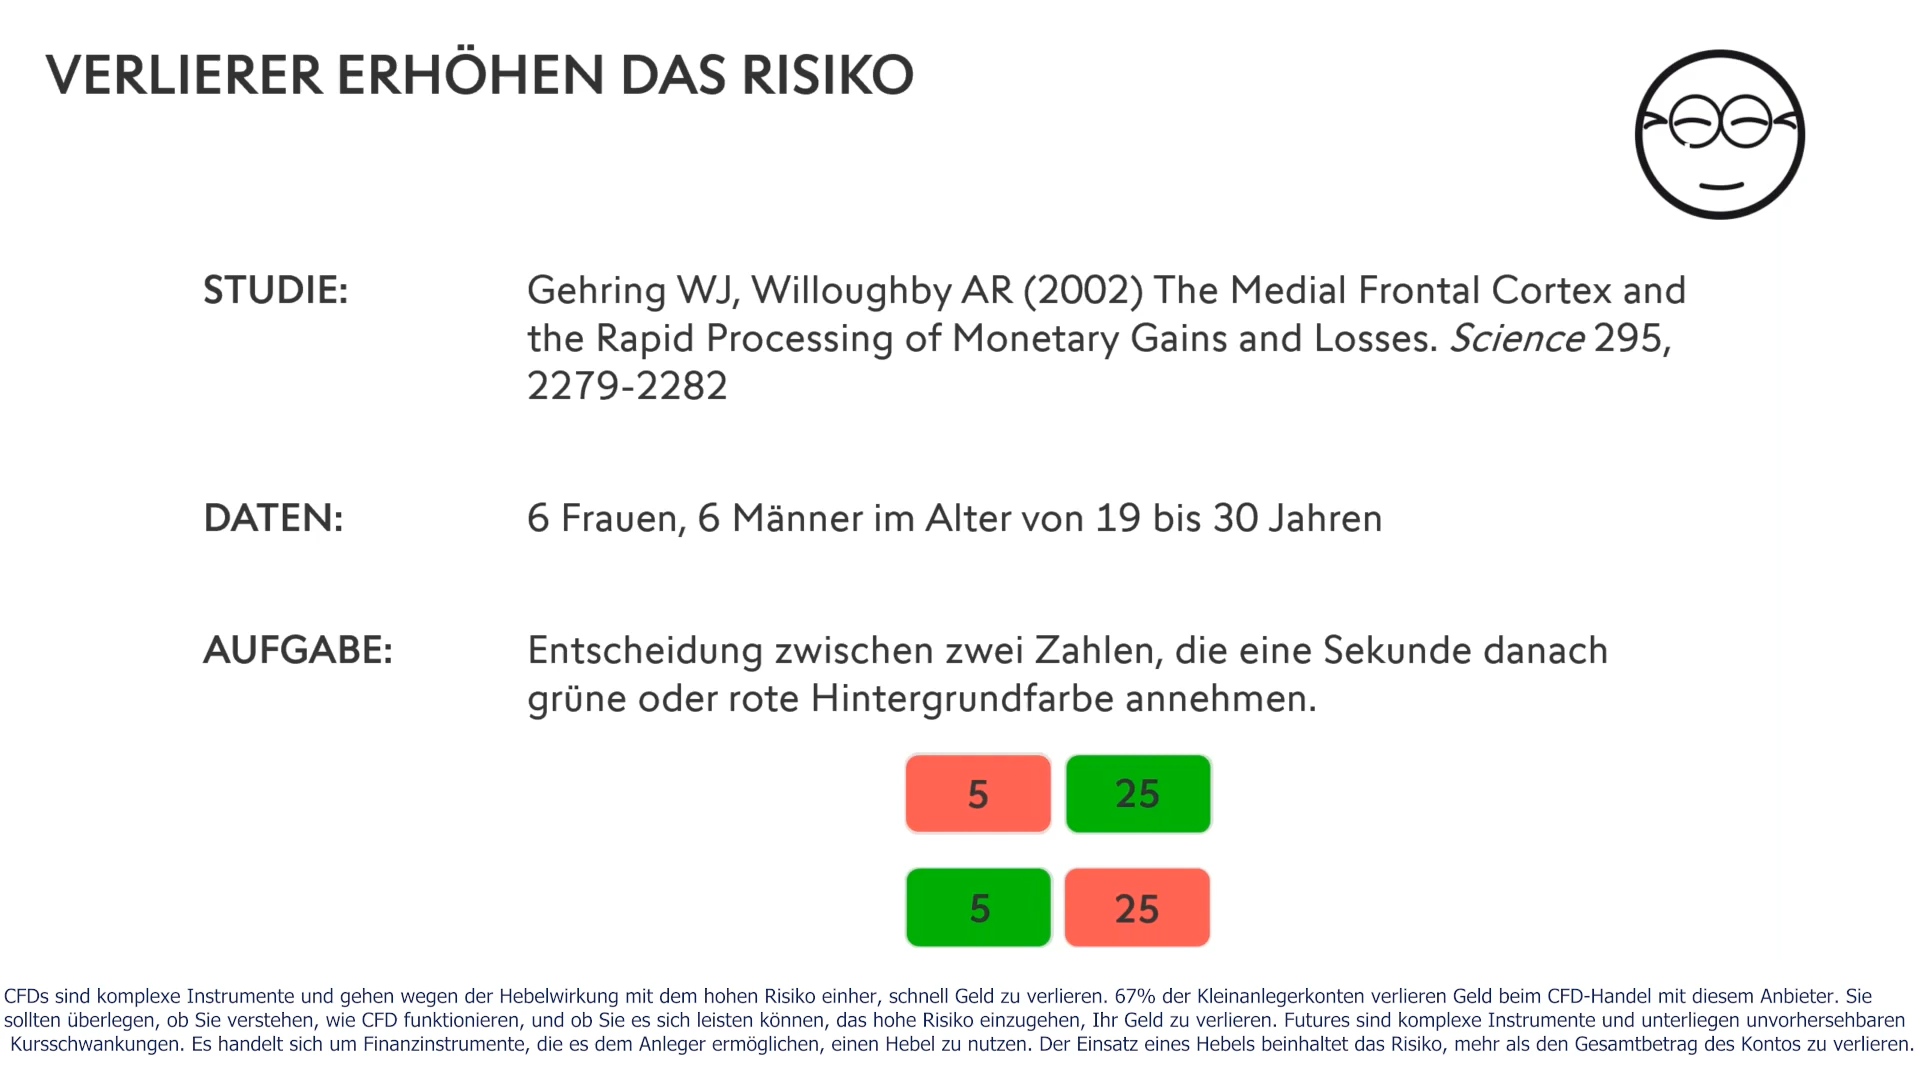 VERLIERER ERHÖHEN DAS RISIKO
STUDIE:
Gehring WJ, Willoughby AR (2002) The Medial Frontal Cortex and
the Rapid Processing of Monetary Gains and Losses. Science 295,
2279-2282
DATEN:
6 Frauen, 6 Männer im Alter von 19 bis 30 Jahren
AUFGABE:
Entscheidung zwischen zwei Zahlen, die eine Sekunde danach
grüne oder rote Hintergrundfarbe annehmen.
5 25
5 25
CFDs sind komplexe Instrumente und gehen wegen der Hebelwirkung mit dem hohen Risiko einher, schnell Geld zu verlieren. 67% der Kleinanlegerkonten verlieren Geld beim CFD-Handel mit diesem Anbieter. Sie
sollten überlegen, ob Sie verstehen, wie CFD funktionieren, und ob Sie es sich leisten können, das hohe Risiko einzugehen, Ihr Geld zu verlieren. Futures sind komplexe Instrumente und unterliegen unvorhersehbaren
Kursschwankungen. Es handelt sich um Finanzinstrumente, die es dem Anleger ermöglichen, einen Hebel zu nutzen. Der Einsatz eines Hebels beinhaltet das Risiko, mehr als den Gesamtbetrag des Kontos zu verlieren.